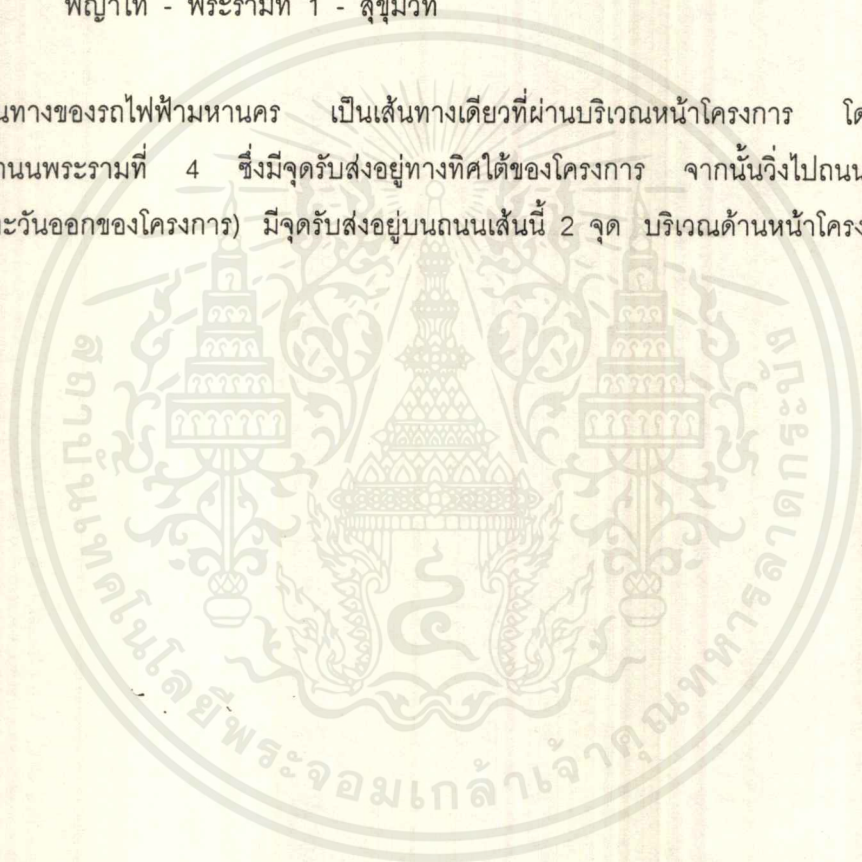 พญาไท - พระรามที่ 1 - สุขุมวิท
นทางของรถไฟฟ้ามหานคร เป็นเส้นทางเดียวที่ผ่านบริเวณหน้าโครงการ โด
านนพระรามที่ 4 ซึ่งมีจุดรับส่งอยู่ทางทิศใต้ของโครงการ จากนั้นวิ่งไปถนน
ะวันออกของโครงการ) มีจุดรับส่งอยู่บนถนนเส้นนี้ 2 จุด บริเวณด้านหน้าโครง
สถาบันเทคโนโลยีพระจอมเกล้าเจ้าคุณทหารลาดกระบัง